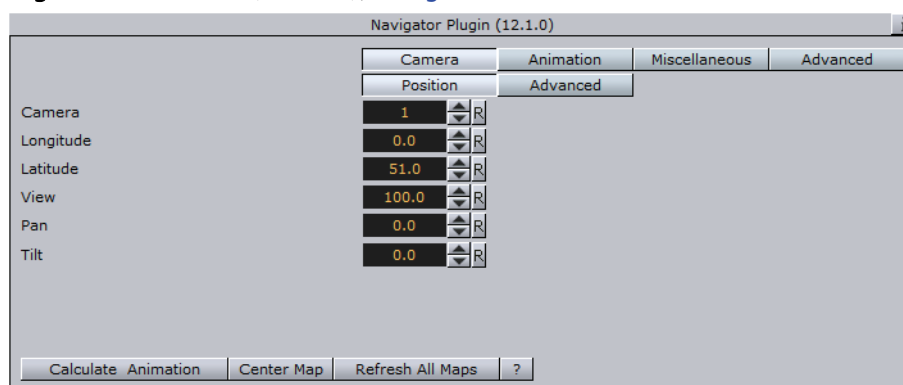 Navigator Plugin (12.1.0)
Camera Animation Miscellaneous Advanced
Position Advanced
Camera 1 R
Longitude 0.0 R
Latitude 51.0 R
View 100.0 R
Pan 0.0 R
Tilt 0.0 R
Calculate Animation Center Map Refresh All Maps ?